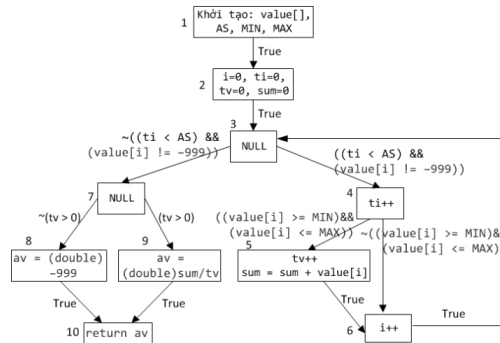 1
Khởi tạo: value[],
AS, MIN, MAX
True
2
i=0, ti=0,
tv=0, sum=0
True
3
NULL
~((ti < AS) &&
(value[i] != -999))
((ti < AS) &&
(value[i] != -999))
7
NULL
4
ti++
~(tv > 0)
(tv > 0)
((value[i] >= MIN)&&
(value[i] <= MAX))
~((value[i] >= MIN)&
(value[i] <= MAX)
8
av = (double)
-999
9
av =
(double)sum/tv
5
tv++
sum = sum + value[i]
True
True
True
True
10
return av
6
i++